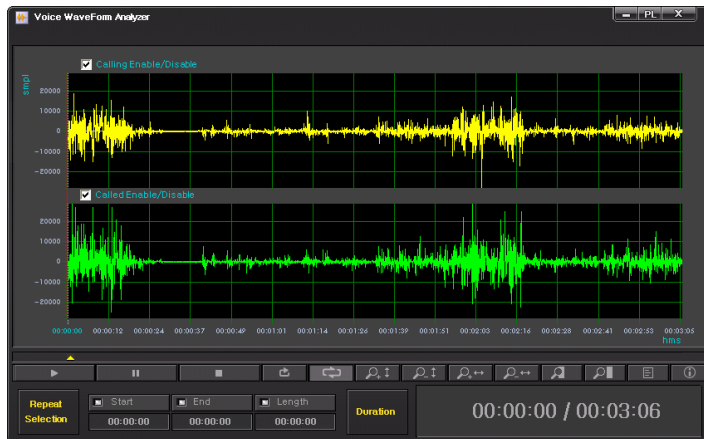 Voice WaveForm Analyzer
PL X
Calling Enable/Disable
smpl
20000
10000
0
-10000
-20000
Called Enable/Disable
20000
10000
0
-10000
-20000
00:00:00 00:00:12 00:00:24 00:00:37 00:00:49 00:01:01 00:01:14 00:01:26 00:01:39 00:01:51 00:02:03 00:02:16 00:02:28 00:02:41 00:02:53 00:03:05
hms
Repeat Selection
Start End Length
00:00:00 00:00:00 00:00:00
Duration
00:00:00 / 00:03:06